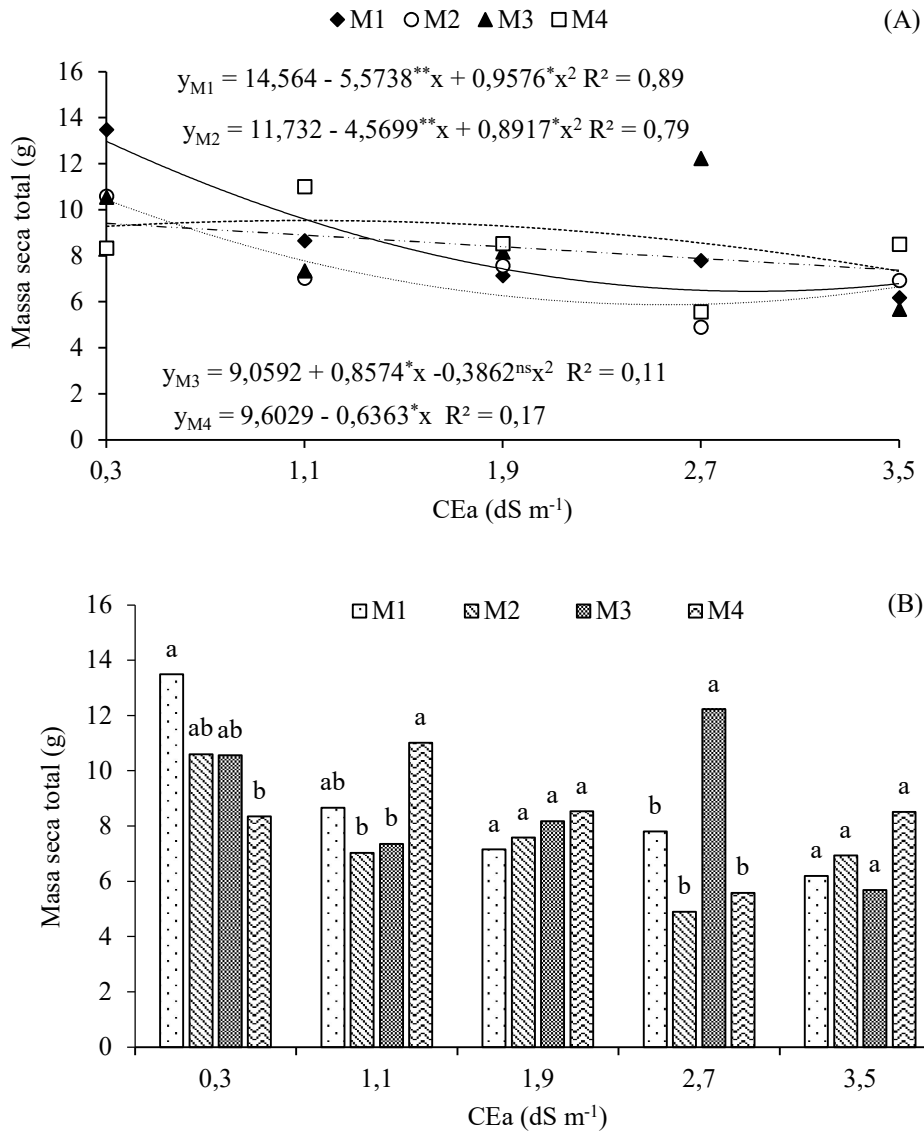 M1 M2 M3 M4
(A)
y_M1 = 14,564 - 5,5738**x + 0,9576*x² R² = 0,89
y_M2 = 11,732 - 4,5699**x + 0,8917*x² R² = 0,79
y_M3 = 9,0592 + 0,8574*x -0,3862ⁿˢx² R² = 0,11
y_M4 = 9,6029 - 0,6363*x R² = 0,17
Massa seca total (g)
16
14
12
10
8
6
4
2
0
0,3 1,1 1,9 2,7 3,5
CEa (dS m⁻¹)
(B)
M1 M2 M3 M4
Masa seca total (g)
16
14
12
10
8
6
4
2
0
a ab ab b
ab b b a
a a a a
b b a b
a a a a
0,3 1,1 1,9 2,7 3,5
CEa (dS m⁻¹)